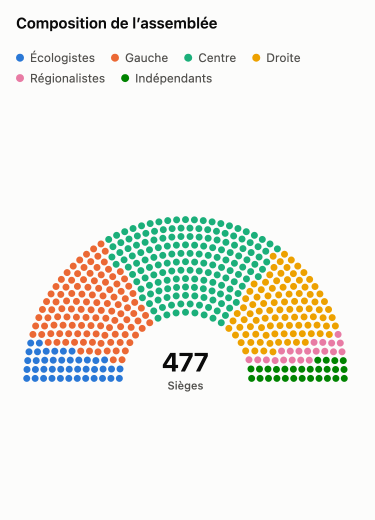 Composition de l’assemblée
Écologistes Gauche Centre Droite
Régionalistes Indépendants
477
Sièges